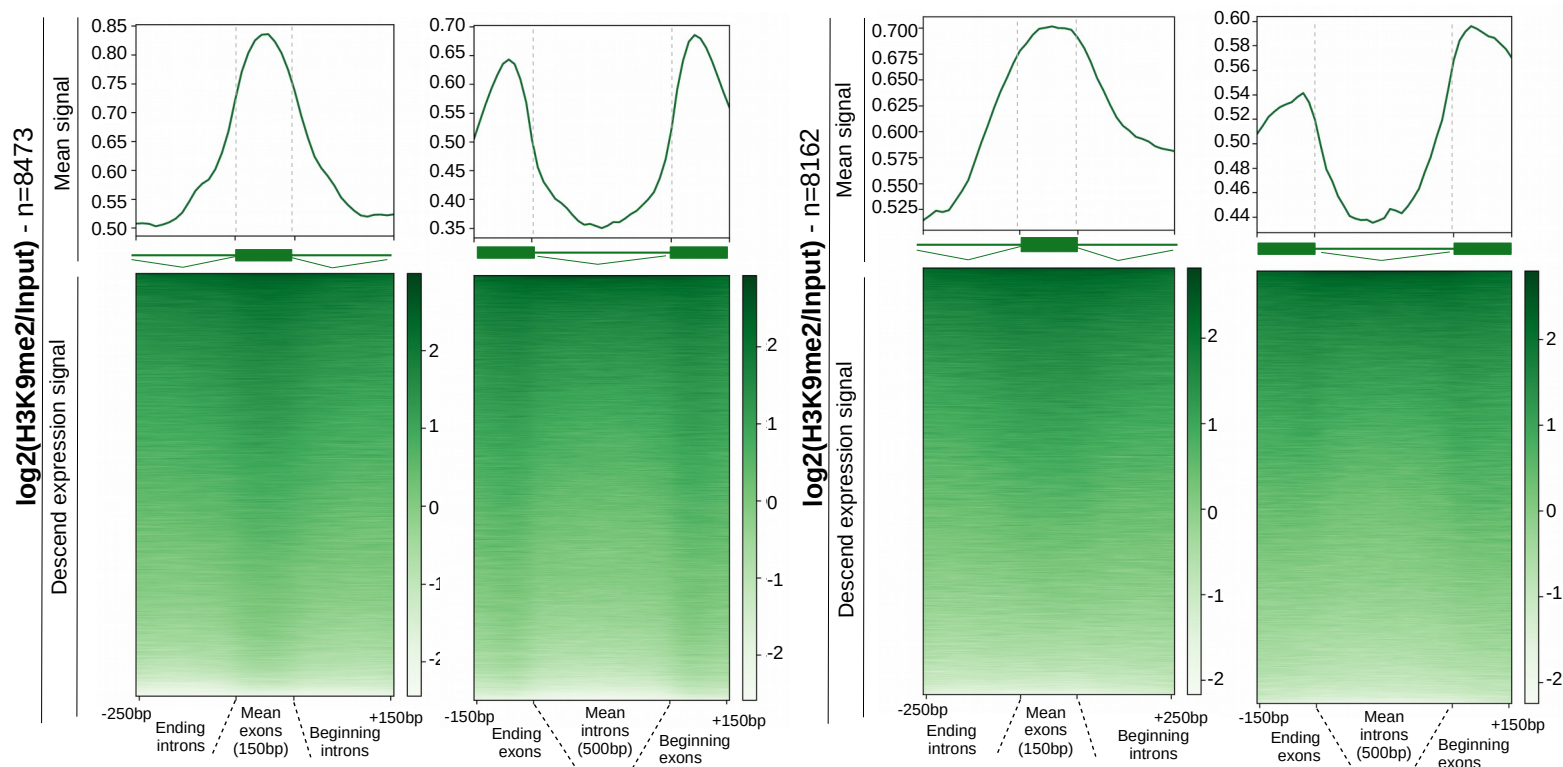 log2(H3K9me2/Input) - n=8473
Mean signal
0.85
0.80
0.75
0.70
0.65
0.60
0.55
0.50
0.70
0.65
0.60
0.55
0.50
0.45
0.40
0.35
Descend expression signal
2
1
0
-1
-2
2
1
0
-1
-2
-250bp
Ending
introns
Mean
exons
(150bp)
Beginning
introns
+150bp
-150bp
Ending
exons
Mean
introns
(500bp)
Beginning
exons
+150bp
log2(H3K9me2/Input) - n=8162
Mean signal
0.700
0.675
0.650
0.625
0.600
0.575
0.550
0.525
0.60
0.58
0.56
0.54
0.52
0.50
0.48
0.46
0.44
Descend expression signal
2
1
0
-1
-2
2
1
0
-1
-2
-250bp
Ending
introns
Mean
exons
(150bp)
Beginning
introns
+250bp
-150bp
Ending
exons
Mean
introns
(500bp)
Beginning
exons
+150bp